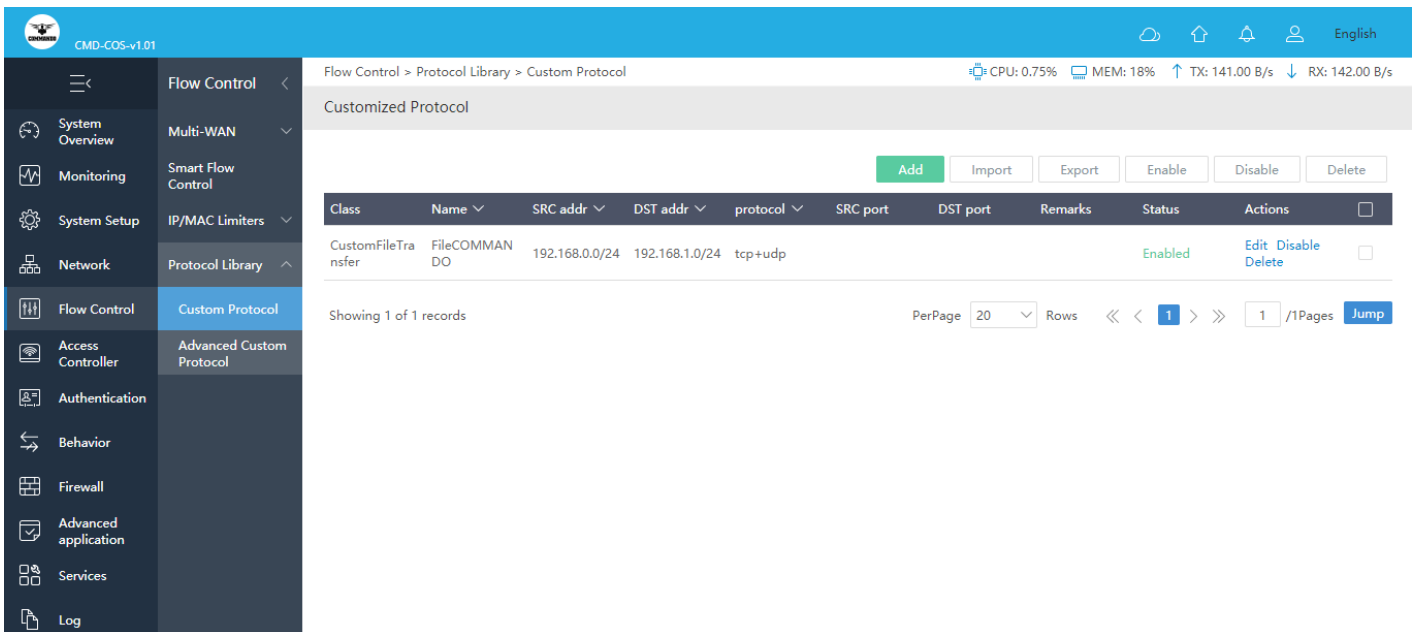 COMMANDO
CMD-COS-v1.01
English
Flow Control
Flow Control > Protocol Library > Custom Protocol
CPU: 0.75%
MEM: 18%
TX: 141.00 B/s
RX: 142.00 B/s
Customized Protocol
System
Overview
Monitoring
System Setup
Network
Flow Control
Access
Controller
Authentication
Behavior
Firewall
Advanced
application
Services
Log
Multi-WAN
Smart Flow
Control
IP/MAC Limiters
Protocol Library
Custom Protocol
Advanced Custom
Protocol
Add
Import
Export
Enable
Disable
Delete
Class Name SRC addr DST addr protocol SRC port DST port Remarks Status Actions
CustomFileTra FileCOMMAN 192.168.0.0/24 192.168.1.0/24 tcp+udp Enabled Edit Disable
nsfer DO Delete
Showing 1 of 1 records
PerPage 20 Rows 1 1 /1Pages Jump